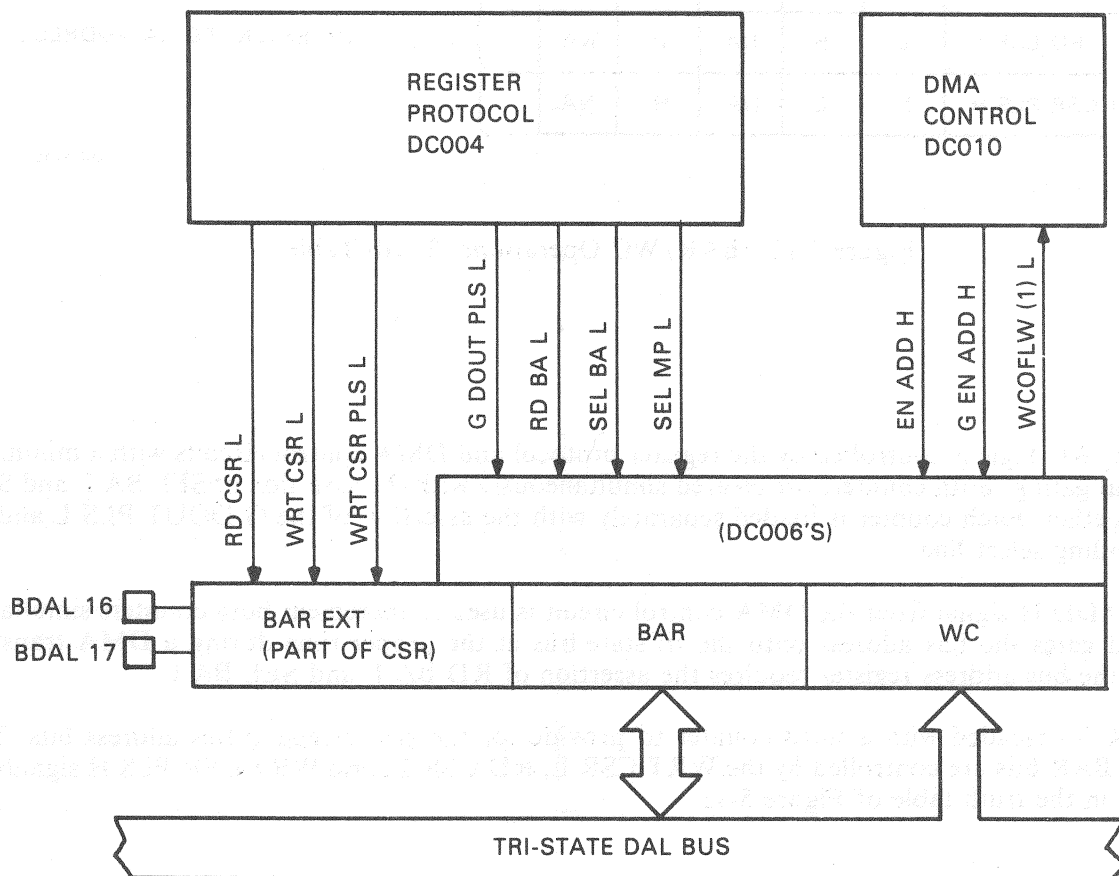 REGISTER
PROTOCOL
DC004
DMA
CONTROL
DC010
RD CSR L
WRT CSR L
WRT CSR PLS L
G DOUT PLS L
RD BA L
SEL BA L
SEL MP L
EN ADD H
G EN ADD H
WCOFLW (1) L
(DC006'S)
BDAL 16
BDAL 17
BAR EXT
(PART OF CSR)
BAR
WC
TRI-STATE DAL BUS